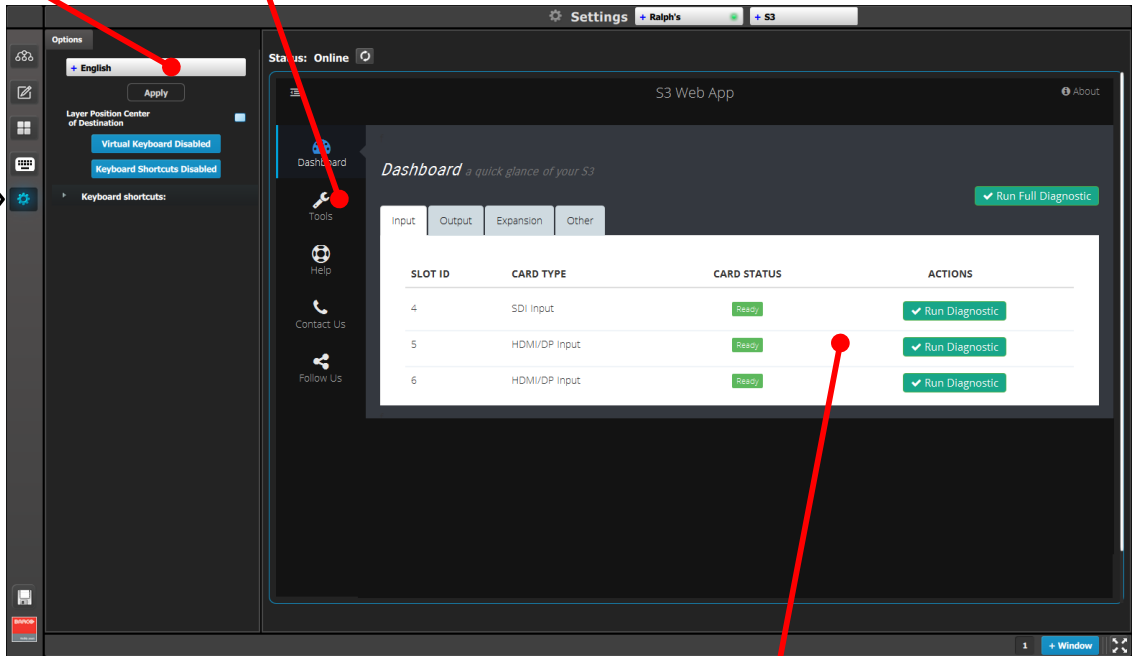 Settings
+ Ralph's
+ S3
Options
+ English
Apply
Layer Position Center
of Destination
Virtual Keyboard Disabled
Keyboard Shortcuts Disabled
Keyboard shortcuts:
Status: Online
S3 Web App
About
Dashboard
Tools
Help
Contact Us
Follow Us
Dashboard a quick glance of your S3
Run Full Diagnostic
Input Output Expansion Other
SLOT ID CARD TYPE CARD STATUS ACTIONS
4 SDI Input Ready Run Diagnostic
5 HDMI/DP Input Ready Run Diagnostic
6 HDMI/DP Input Ready Run Diagnostic
BARCO
1 + Window